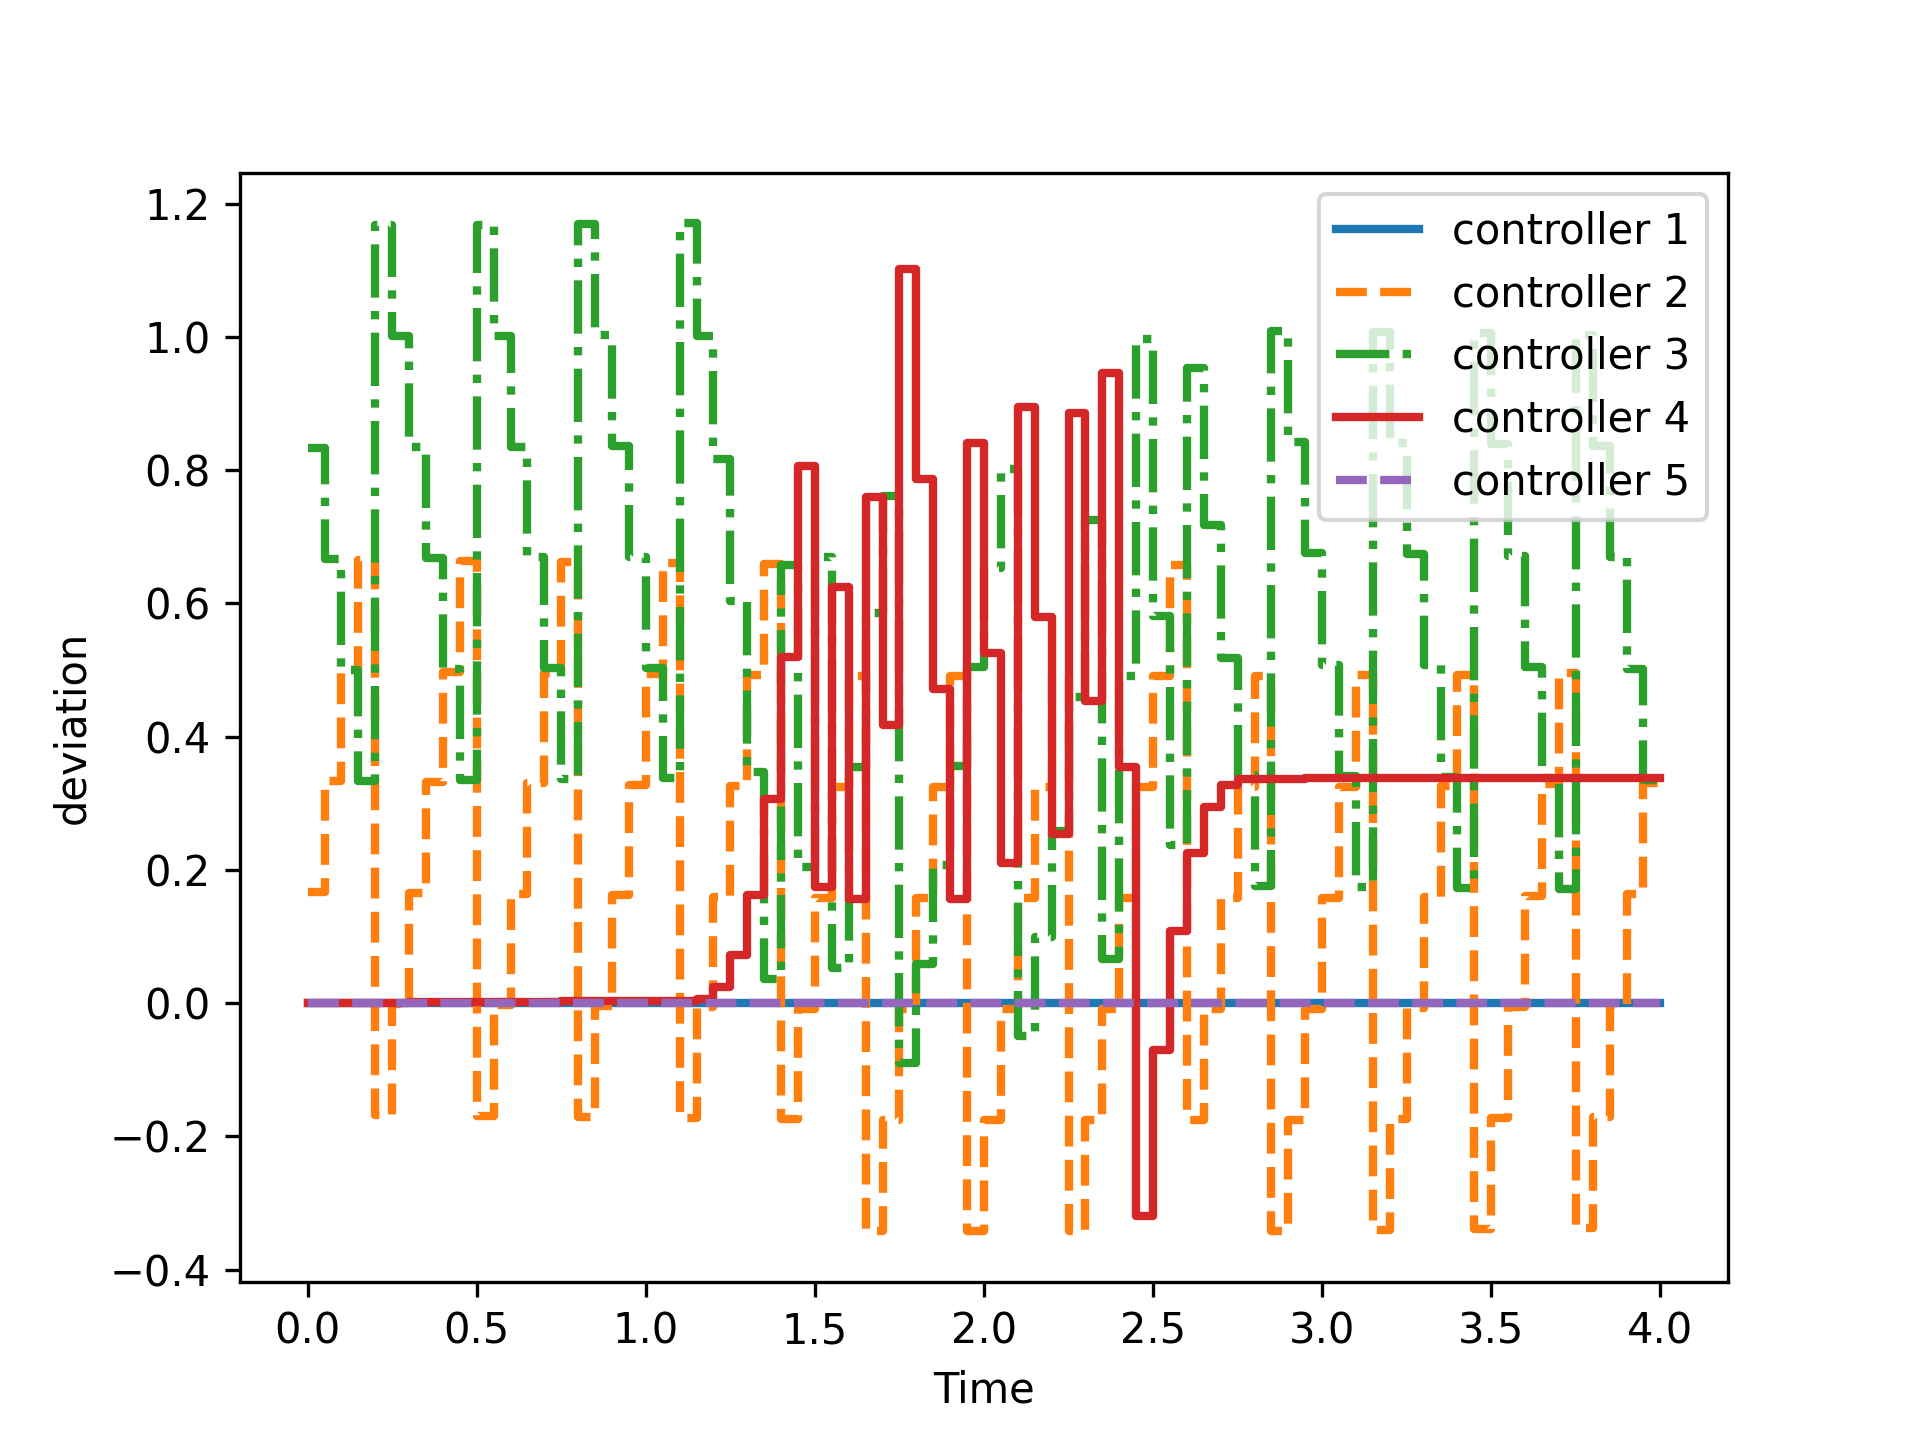 1.2
1.0
0.8
0.6
0.4
0.2
0.0
−0.2
−0.4
deviation
controller 1
controller 2
controller 3
controller 4
controller 5
0.0 0.5 1.0 1.5 2.0 2.5 3.0 3.5 4.0
Time